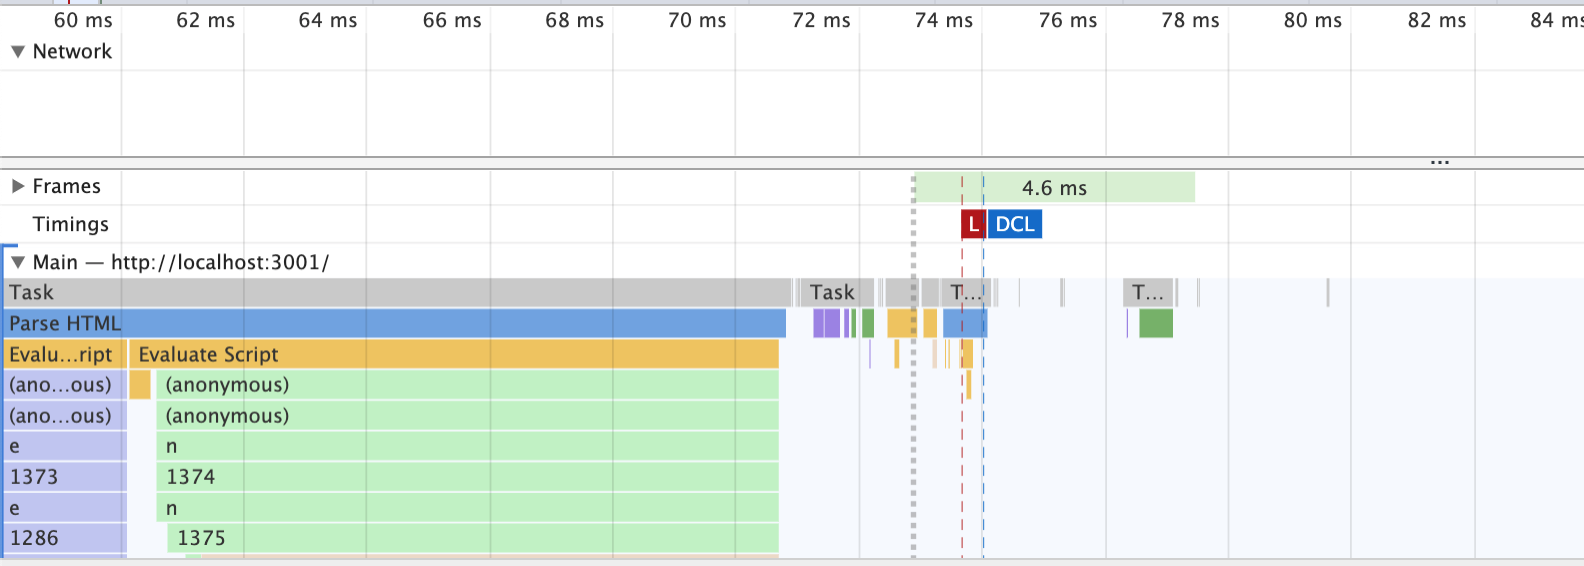 60 ms 62 ms 64 ms 66 ms 68 ms 70 ms 72 ms 74 ms 76 ms 78 ms 80 ms 82 ms 84 ms
Network
...
Frames 4.6 ms
Timings L DCL
Main — http://localhost:3001/
Task Task T... T...
Parse HTML
Evalu...ript Evaluate Script
(ano...ous) (anonymous)
(ano...ous) (anonymous)
e n
1373 1374
e n
1286 1375